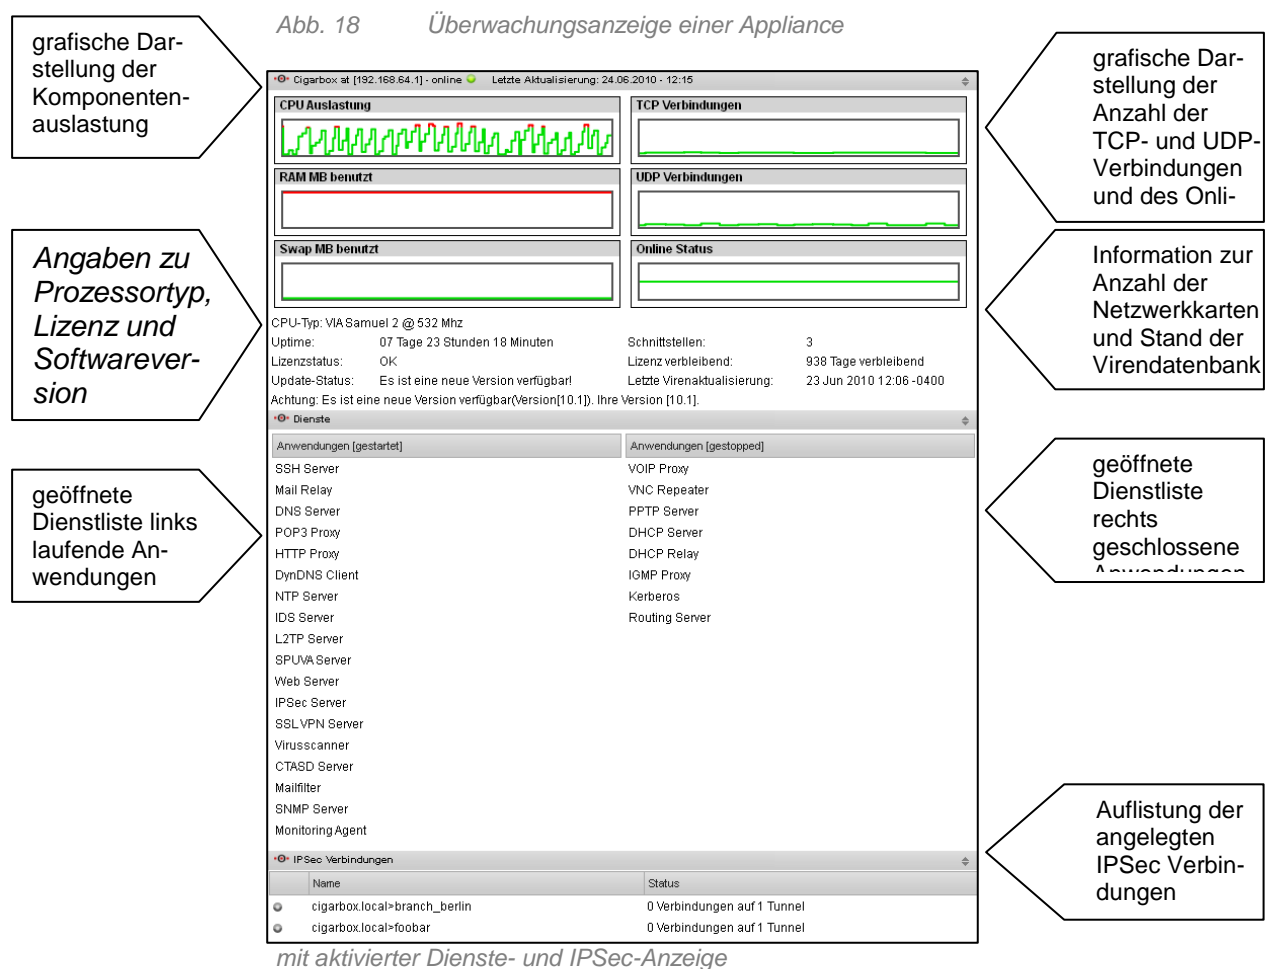 Abb. 18 Überwachungsanzeige einer Appliance
grafische Dar-
stellung der
Komponenten-
auslastung
Angaben zu
Prozessortyp,
Lizenz und
Softwarever-
sion
geöffnete
Dienstliste links
laufende An-
wendungen
Cigarbox at [192.168.64.1] - online Letzte Aktualisierung: 24.06.2010 - 12:15
CPU Auslastung TCP Verbindungen
RAM MB benutzt UDP Verbindungen
Swap MB benutzt Online Status
CPU-Typ: VIA Samuel 2 @ 532 Mhz
Uptime: 07 Tage 23 Stunden 18 Minuten Schnittstellen: 3
Lizenzstatus: OK Lizenz verbleibend: 938 Tage verbleibend
Update-Status: Es ist eine neue Version verfügbar! Letzte Virenaktualisierung: 23 Jun 2010 12:06 -0400
Achtung: Es ist eine neue Version verfügbar(Version[10.1]). Ihre Version [10.1].
Dienste
Anwendungen [gestartet] Anwendungen [gestopped]
SSH Server VOIP Proxy
Mail Relay VNC Repeater
DNS Server PPTP Server
POP3 Proxy DHCP Server
HTTP Proxy DHCP Relay
DynDNS Client IGMP Proxy
NTP Server Kerberos
IDS Server Routing Server
L2TP Server
SPUVA Server
Web Server
IPSec Server
SSL VPN Server
Virusscanner
CTASD Server
Mailfilter
SNMP Server
Monitoring Agent
IPSec Verbindungen
Name Status
cigarbox.local>branch_berlin 0 Verbindungen auf 1 Tunnel
cigarbox.local>foobar 0 Verbindungen auf 1 Tunnel
grafische Dar-
stellung der
Anzahl der
TCP- und UDP-
Verbindungen
und des Onli-
Information zur
Anzahl der
Netzwerkkarten
und Stand der
Virendatenbank
geöffnete
Dienstliste
rechts
geschlossene
Anwendungen
Auflistung der
angelegten
IPSec Verbin-
dungen
mit aktivierter Dienste- und IPSec-Anzeige